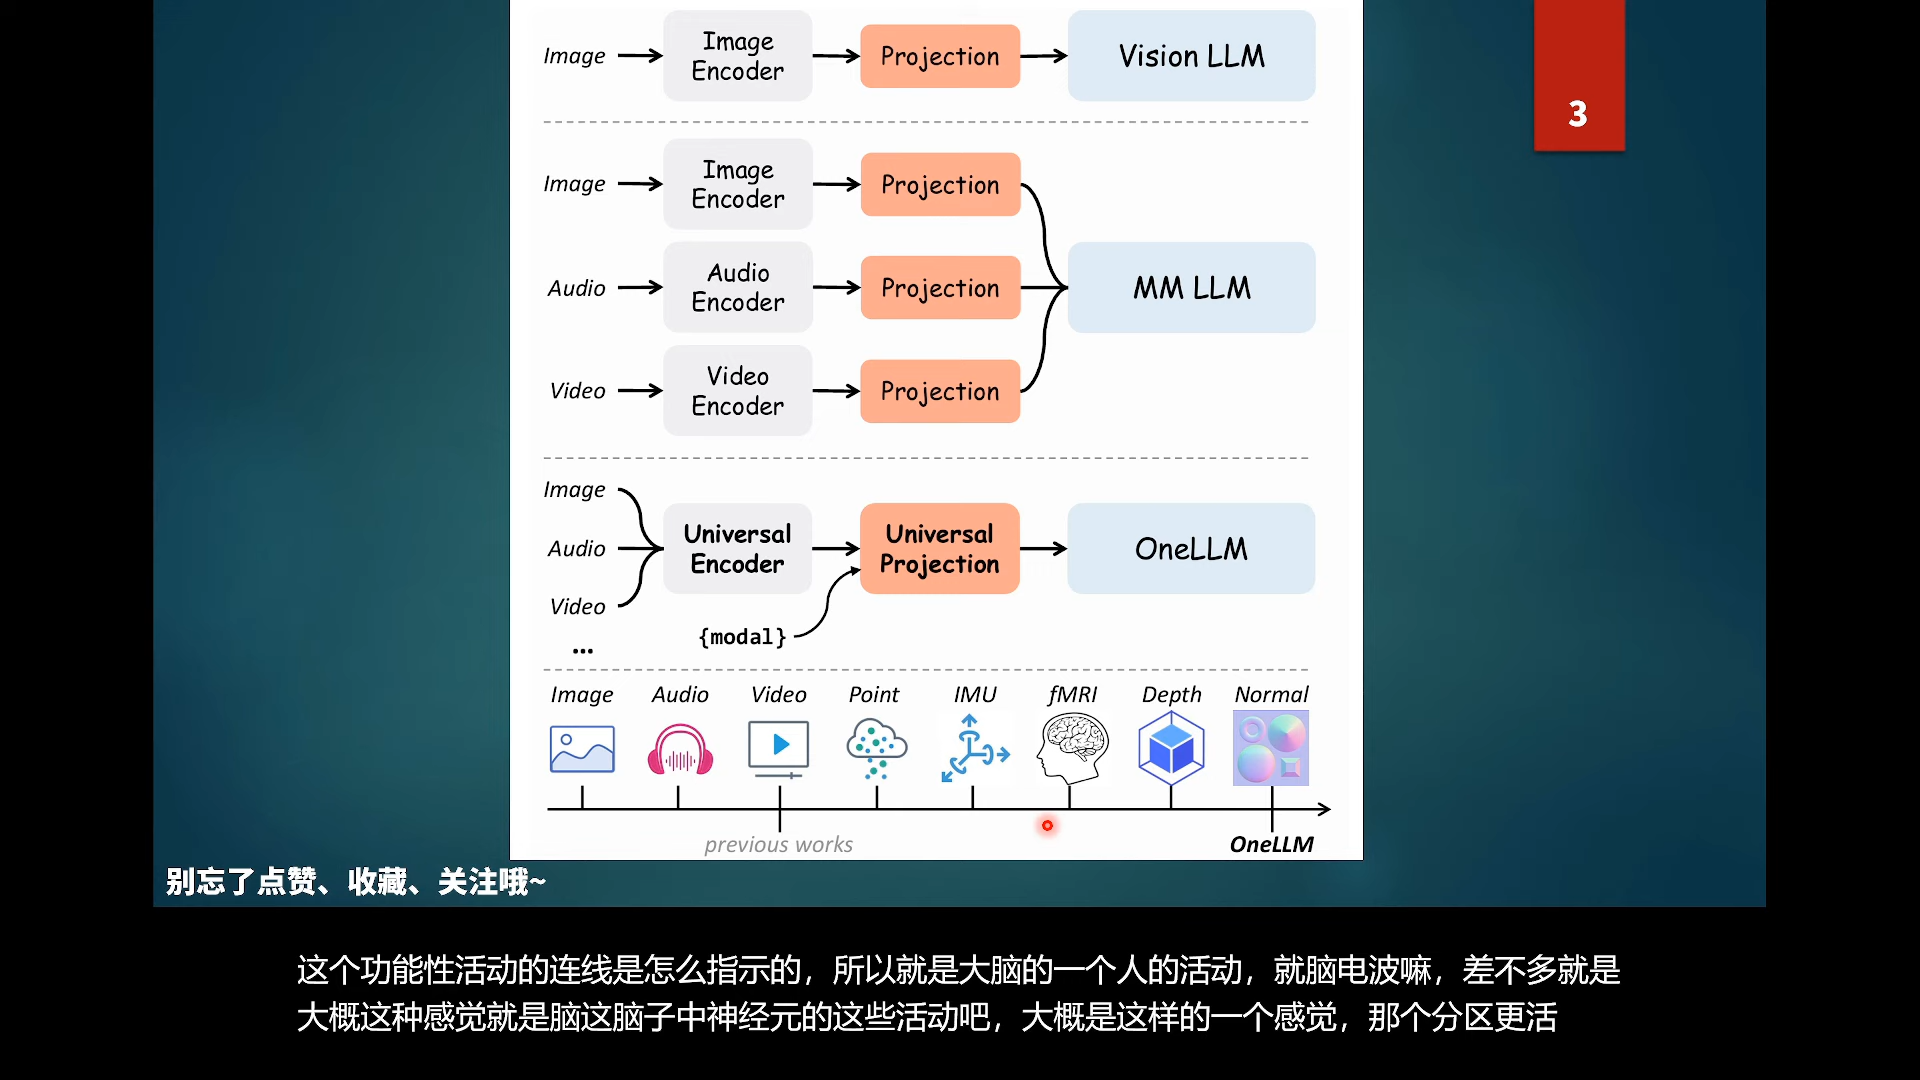 Image
Image
Encoder
Projection
Vision LLM
3
Image
Image
Encoder
Projection
Audio
Audio
Encoder
Projection
MM LLM
Video
Video
Encoder
Projection
Image
Audio
Video
...
Universal
Encoder
Universal
Projection
OneLLM
{modal}
Image Audio Video Point IMU fMRI Depth Normal
previous works
OneLLM
别忘了点赞、收藏、关注哦~
这个功能性活动的连线是怎么指示的，所以就是大脑的一个人的活动，就脑电波嘛，差不多就是
大概这种感觉就是脑这脑子中神经元的这些活动吧，大概是这样的一个感觉，那个分区更活